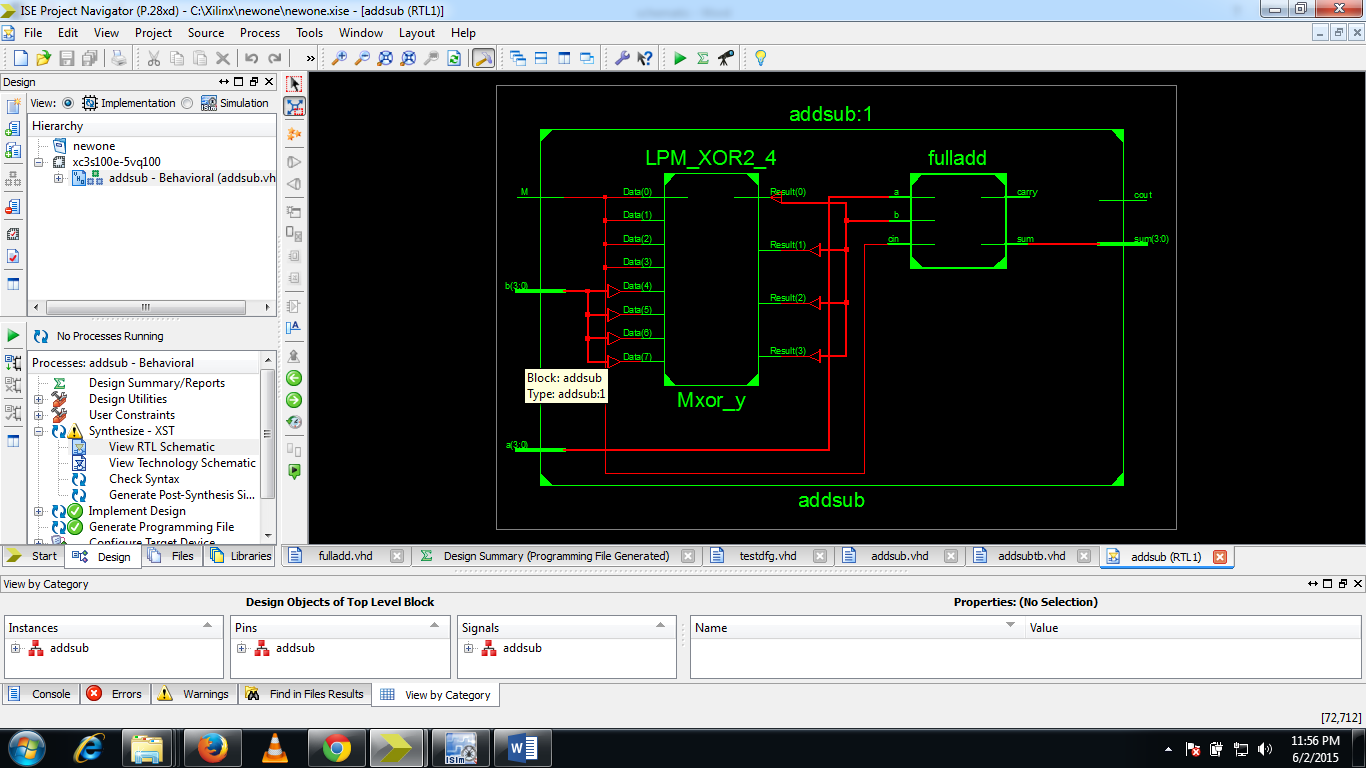 ISE Project Navigator (P.28xd) - C:\Xilinx\newone\newone.xise - [addsub (RTL1)]
File Edit View Project Source Process Tools Window Layout Help
»
Design
View: Implementation Simulation
Hierarchy
newone
xc3s100e-5vq100
addsub - Behavioral (addsub.vh
No Processes Running
Processes: addsub - Behavioral
Design Summary/Reports
Design Utilities
User Constraints
Synthesize - XST
View RTL Schematic
View Technology Schematic
Check Syntax
Generate Post-Synthesis Si...
Implement Design
Generate Programming File
Configure Target Device
Start Design Files Libraries
addsub:1
LPM_XOR2_4
fulladd
M
Data(0)
Data(1)
Data(2)
Data(3)
Data(4)
Data(5)
Data(6)
Data(7)
Result(0)
Result(1)
Result(2)
Result(3)
a
b
cin
carry
sum
cout
sum(3:0)
b(3:0)
a(3:0)
Mxor_y
Block: addsub
Type: addsub:1
addsub
fulladd.vhd Design Summary (Programming File Generated) testdfg.vhd addsub.vhd addsubtb.vhd addsub (RTL1)
View by Category
Design Objects of Top Level Block
Properties: (No Selection)
Instances Pins Signals Name Value
addsub addsub addsub
Console Errors Warnings Find in Files Results View by Category
[72,712]
ISim
11:56 PM
6/2/2015